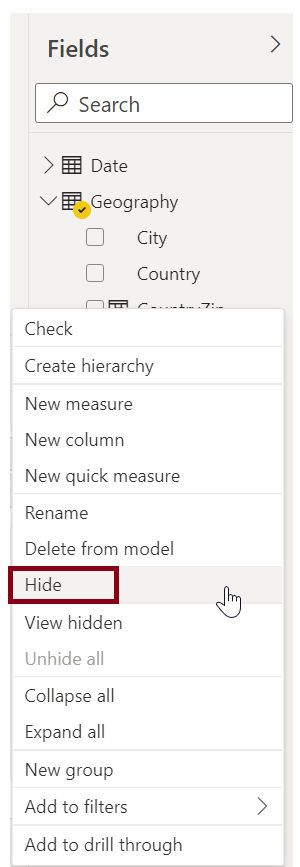 Fields
Search
Date
Geography
City
Country
CountryZip
Check
Create hierarchy
New measure
New column
New quick measure
Rename
Delete from model
Hide
View hidden
Unhide all
Collapse all
Expand all
New group
Add to filters
Add to drill through